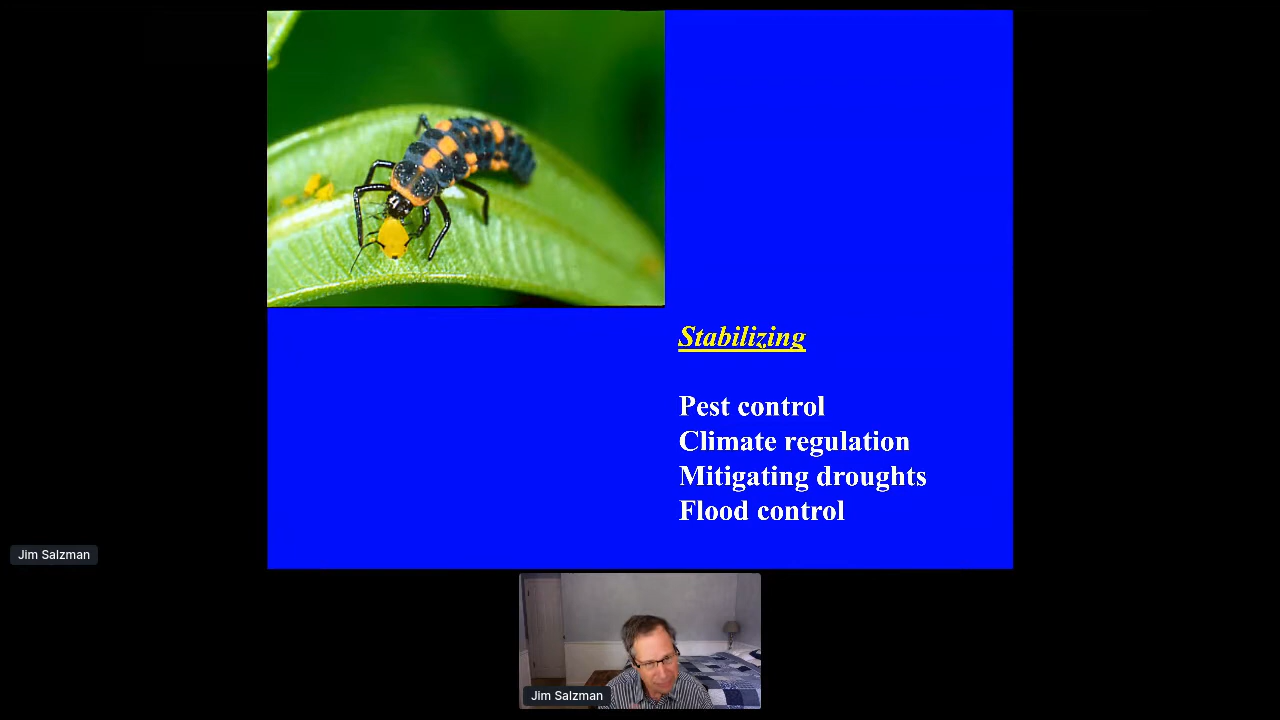 Stabilizing
Pest control
Climate regulation
Mitigating droughts
Flood control
Jim Salzman
Jim Salzman